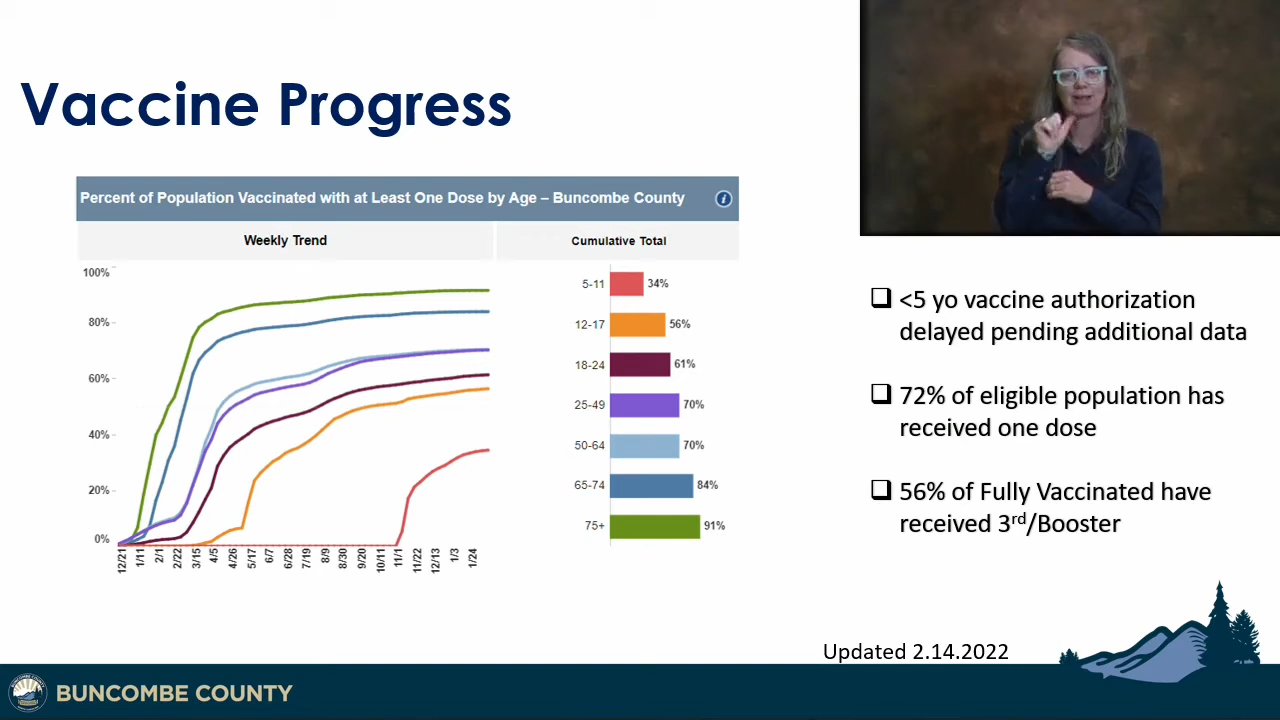 Vaccine Progress
Percent of Population Vaccinated with at Least One Dose by Age – Buncombe County
i
Weekly Trend
Cumulative Total
100%
80%
60%
40%
20%
0%
12/21
1/11
2/1
2/22
3/15
4/5
4/26
5/17
6/7
6/28
7/19
8/9
8/30
9/20
10/11
11/1
11/22
12/13
1/3
1/24
5-11 34%
12-17 56%
18-24 61%
25-49 70%
50-64 70%
65-74 84%
75+ 91%
<5 yo vaccine authorization
delayed pending additional data
72% of eligible population has
received one dose
56% of Fully Vaccinated have
received 3rd/Booster
Updated 2.14.2022
BUNCOMBE COUNTY